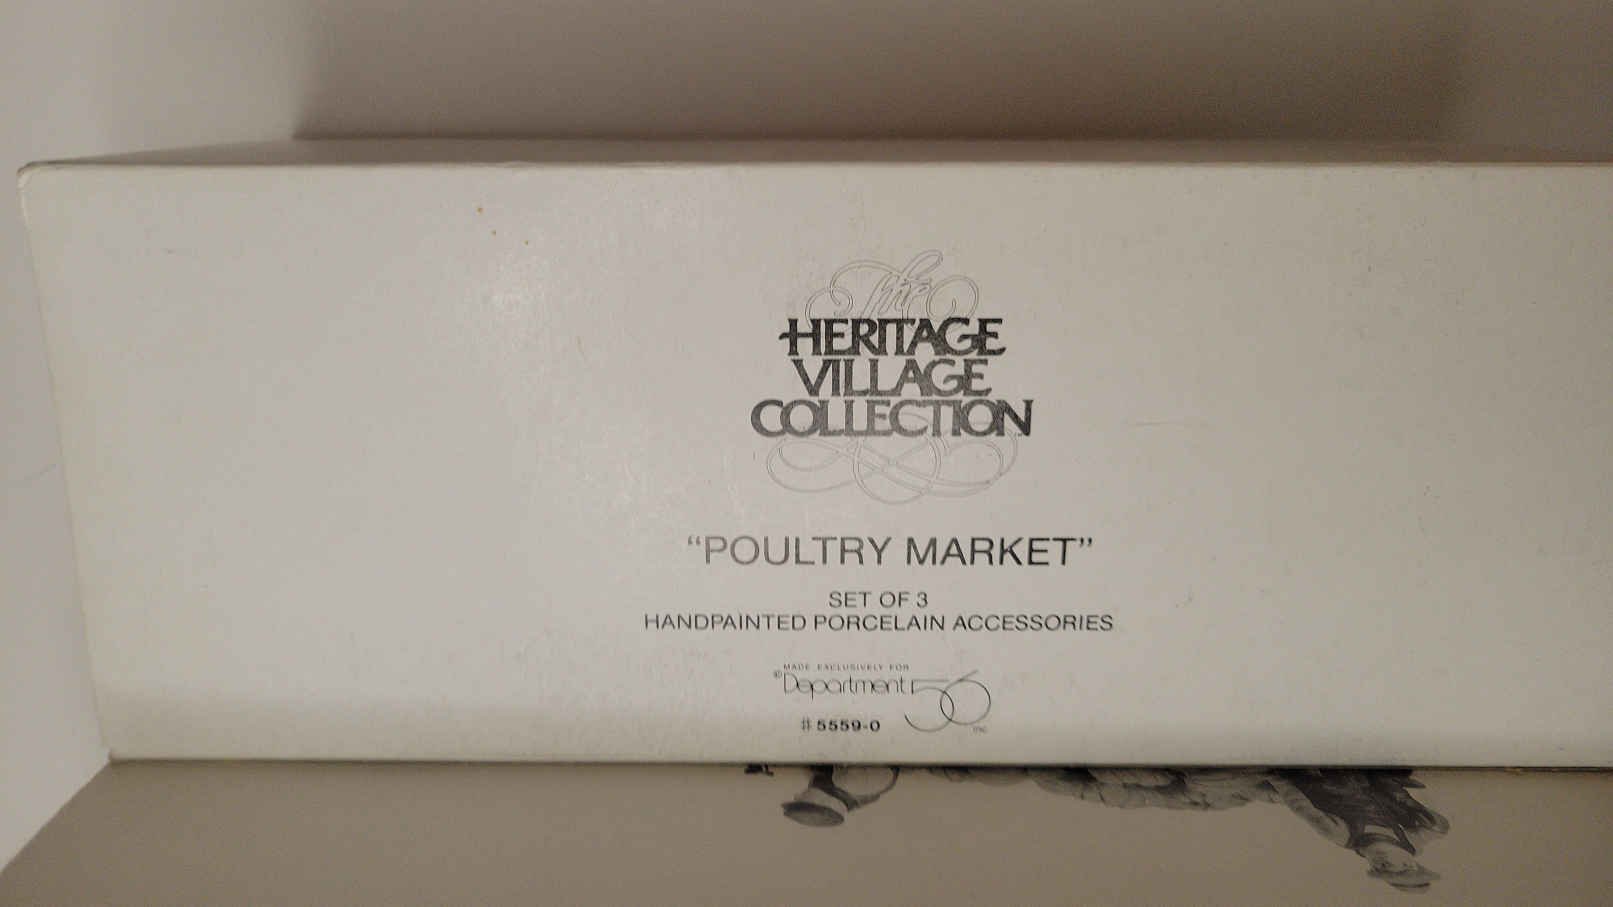 The
HERITAGE
VILLAGE
COLLECTION
“POULTRY MARKET”
SET OF 3
HANDPAINTED PORCELAIN ACCESSORIES
MADE EXCLUSIVELY FOR
©Department 56 INC.
#5559-0